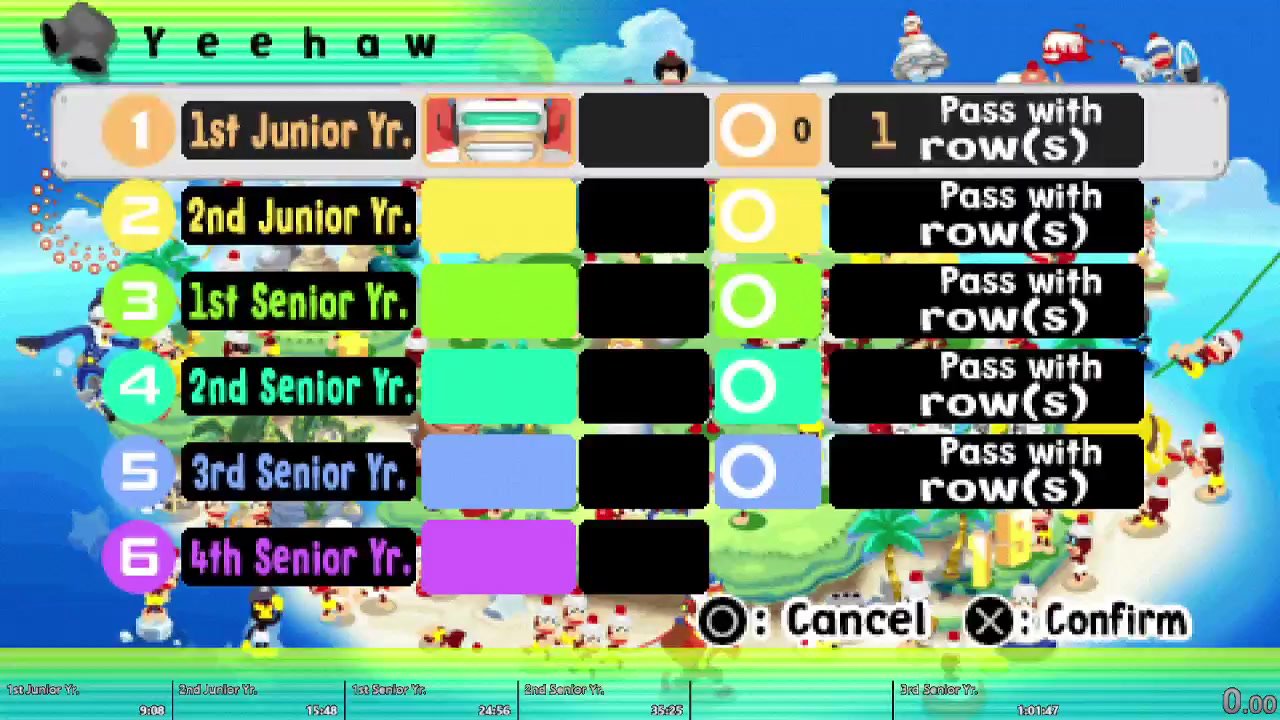 Yeehaw
1 1st Junior Yr. 0 1 Pass with
row(s)
2 2nd Junior Yr. Pass with
row(s)
3 1st Senior Yr. Pass with
row(s)
4 2nd Senior Yr. Pass with
row(s)
5 3rd Senior Yr. Pass with
row(s)
6 4th Senior Yr.
: Cancel : Confirm
1st Junior Yr. 2nd Junior Yr. 1st Senior Yr. 2nd Senior Yr. 3rd Senior Yr.
9:08 15:48 24:56 35:25 1:01:47 0.00